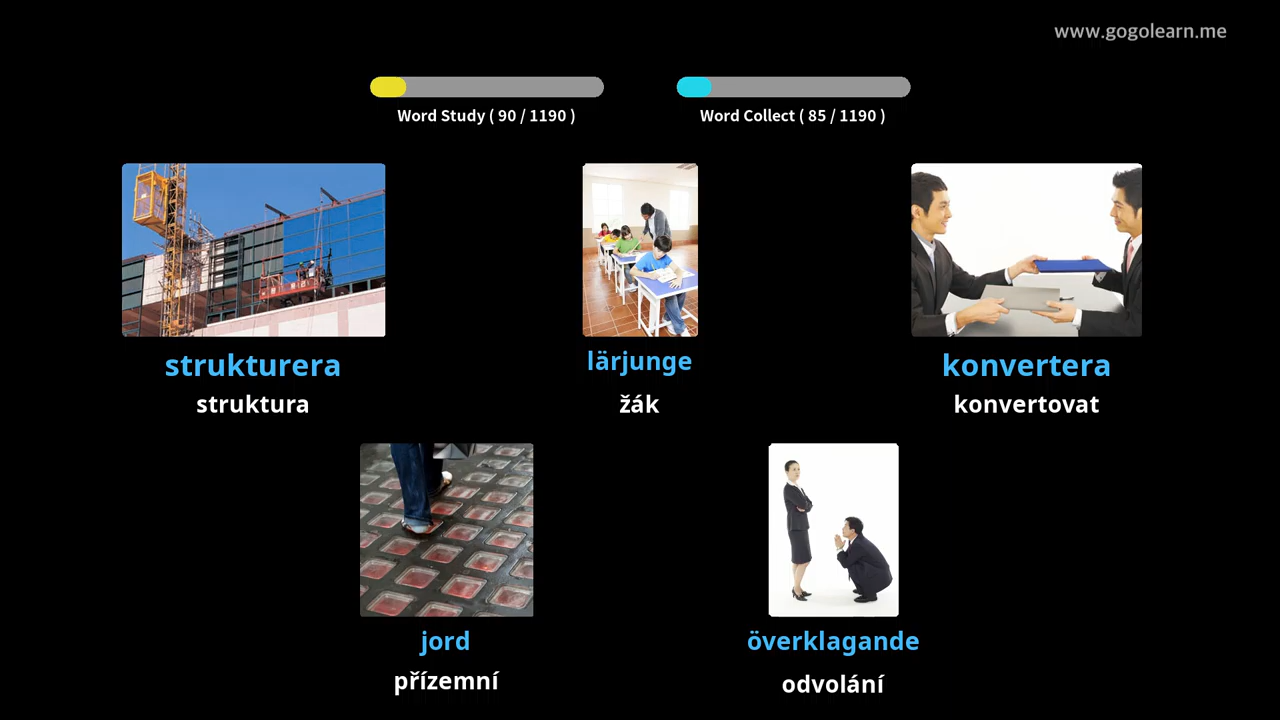 www.gogolearn.me
Word Study ( 90 / 1190 )
Word Collect ( 85 / 1190 )
strukturera
struktura
lärjunge
žák
konvertera
konvertovat
jord
přízemní
överklagande
odvolání